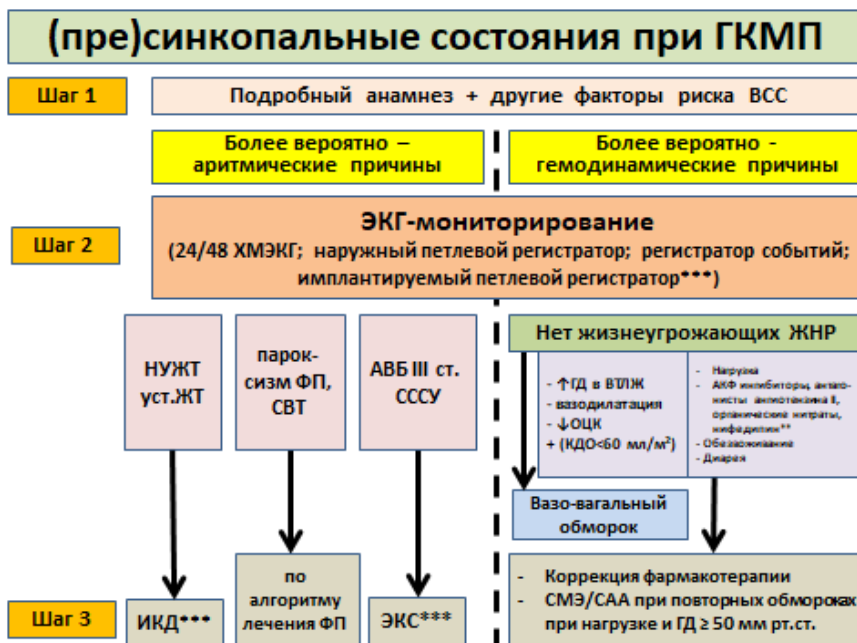 (пре)синкопальные состояния при ГКМП
Шаг 1
Подробный анамнез + другие факторы риска ВСС
Более вероятно –
аритмические причины
Более вероятно -
гемодинамические причины
Шаг 2
ЭКГ-мониторирование
(24/48 ХМЭКГ; наружный петлевой регистратор; регистратор событий;
имплантируемый петлевой регистратор***)
НУЖТ
уст.ЖТ
парок-
сизм ФП,
СВТ
АВБ III ст.
СССУ
Нет жизнеугрожающих ЖНР
- ↑ГД в ВТЛЖ
- вазодилатация
- ↓ОЦК
+ (КДО<60 мл/м²)
- Нагрузка
- АКФ ингибиторы, антаго-
нисты ангиотензина II,
органические нитраты,
нифедипин**
- Обезвоживание
- Диарея
Вазо-вагальный
обморок
Шаг 3
ИКД***
по
алгоритму
лечения ФП
ЭКС***
- Коррекция фармакотерапии
- СМЭ/САА при повторных обмороках
при нагрузке и ГД ≥ 50 мм рт.ст.